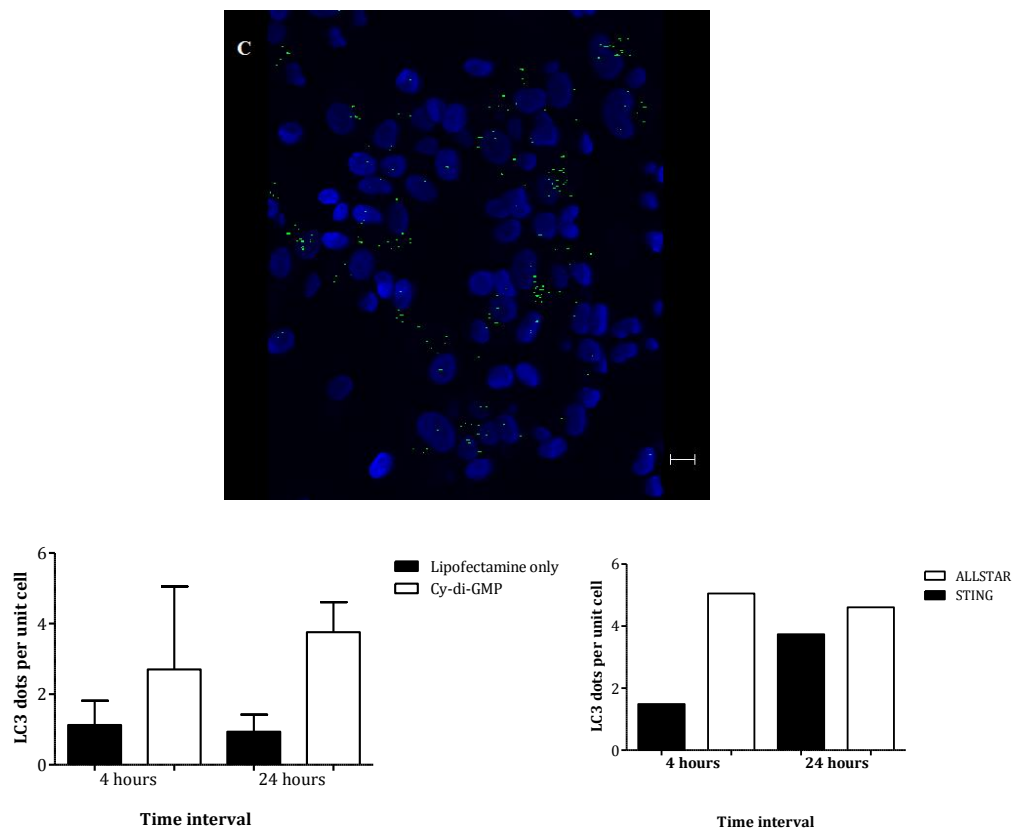 C
6
4
2
0
LC3 dots per unit cell
4 hours
24 hours
Time interval
Lipofectamine only
Cy-di-GMP
6
4
2
0
LC3 dots per unit cell
4 hours
24 hours
Time interval
ALLSTAR
STING